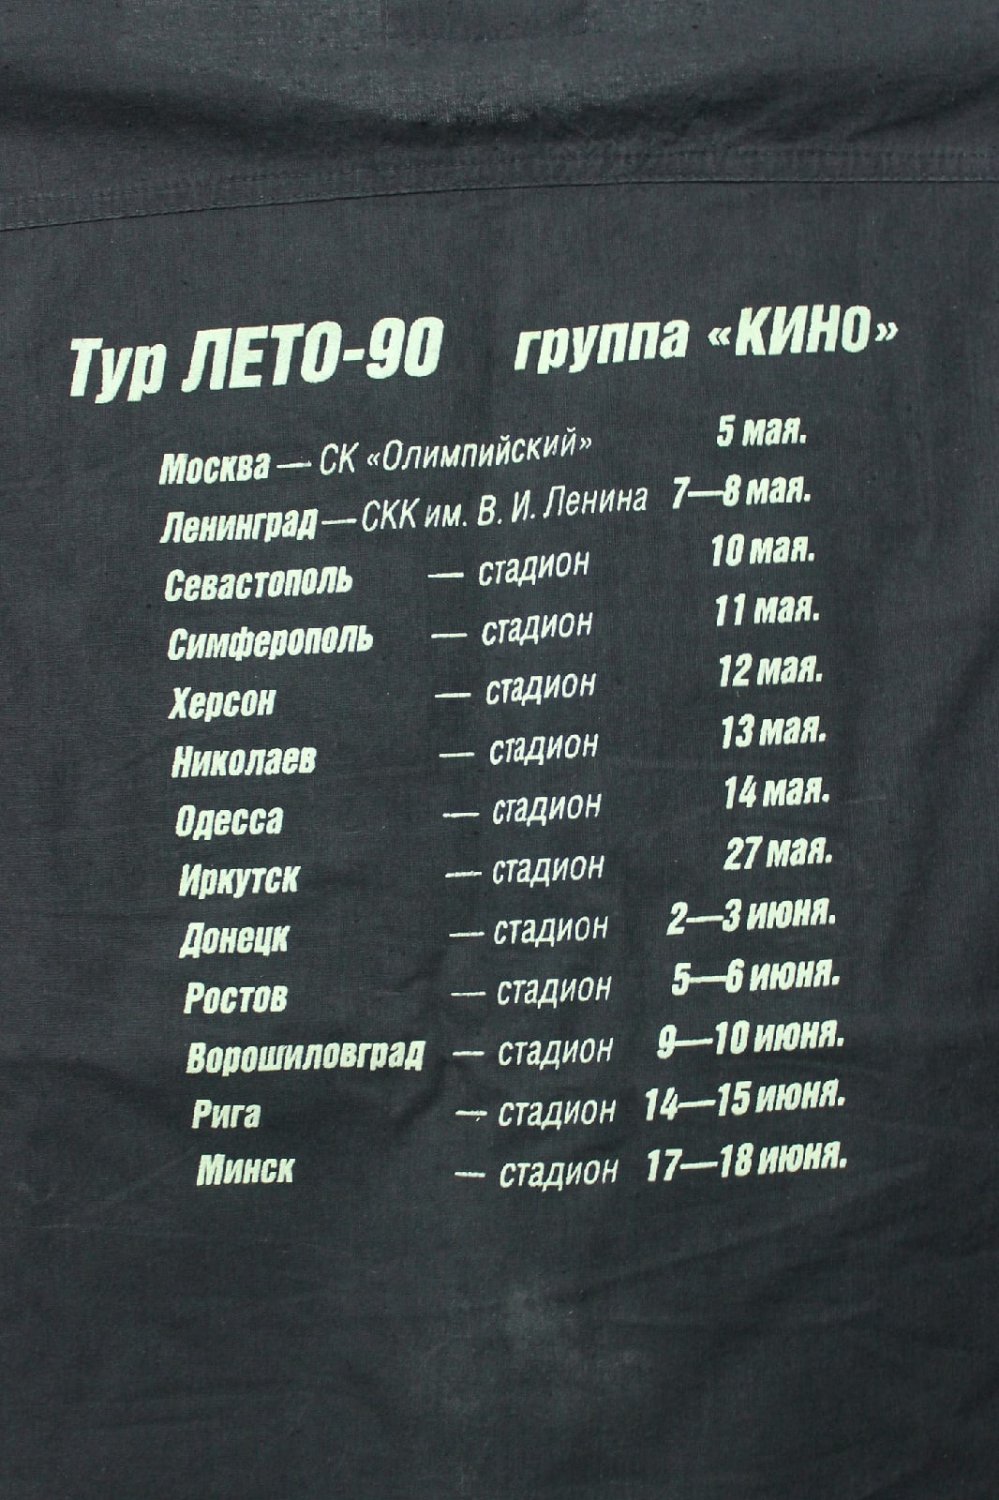 Тур ЛЕТО-90 группа «КИНО»
Москва — СК «Олимпийский» 5 мая.
Ленинград — СКК им. В. И. Ленина 7—8 мая.
Севастополь — стадион 10 мая.
Симферополь — стадион 11 мая.
Херсон — стадион 12 мая.
Николаев — стадион 13 мая.
Одесса — стадион 14 мая.
Иркутск — стадион 27 мая.
Донецк — стадион 2—3 июня.
Ростов — стадион 5—6 июня.
Ворошиловград — стадион 9—10 июня.
Рига — стадион 14—15 июня.
Минск — стадион 17—18 июня.